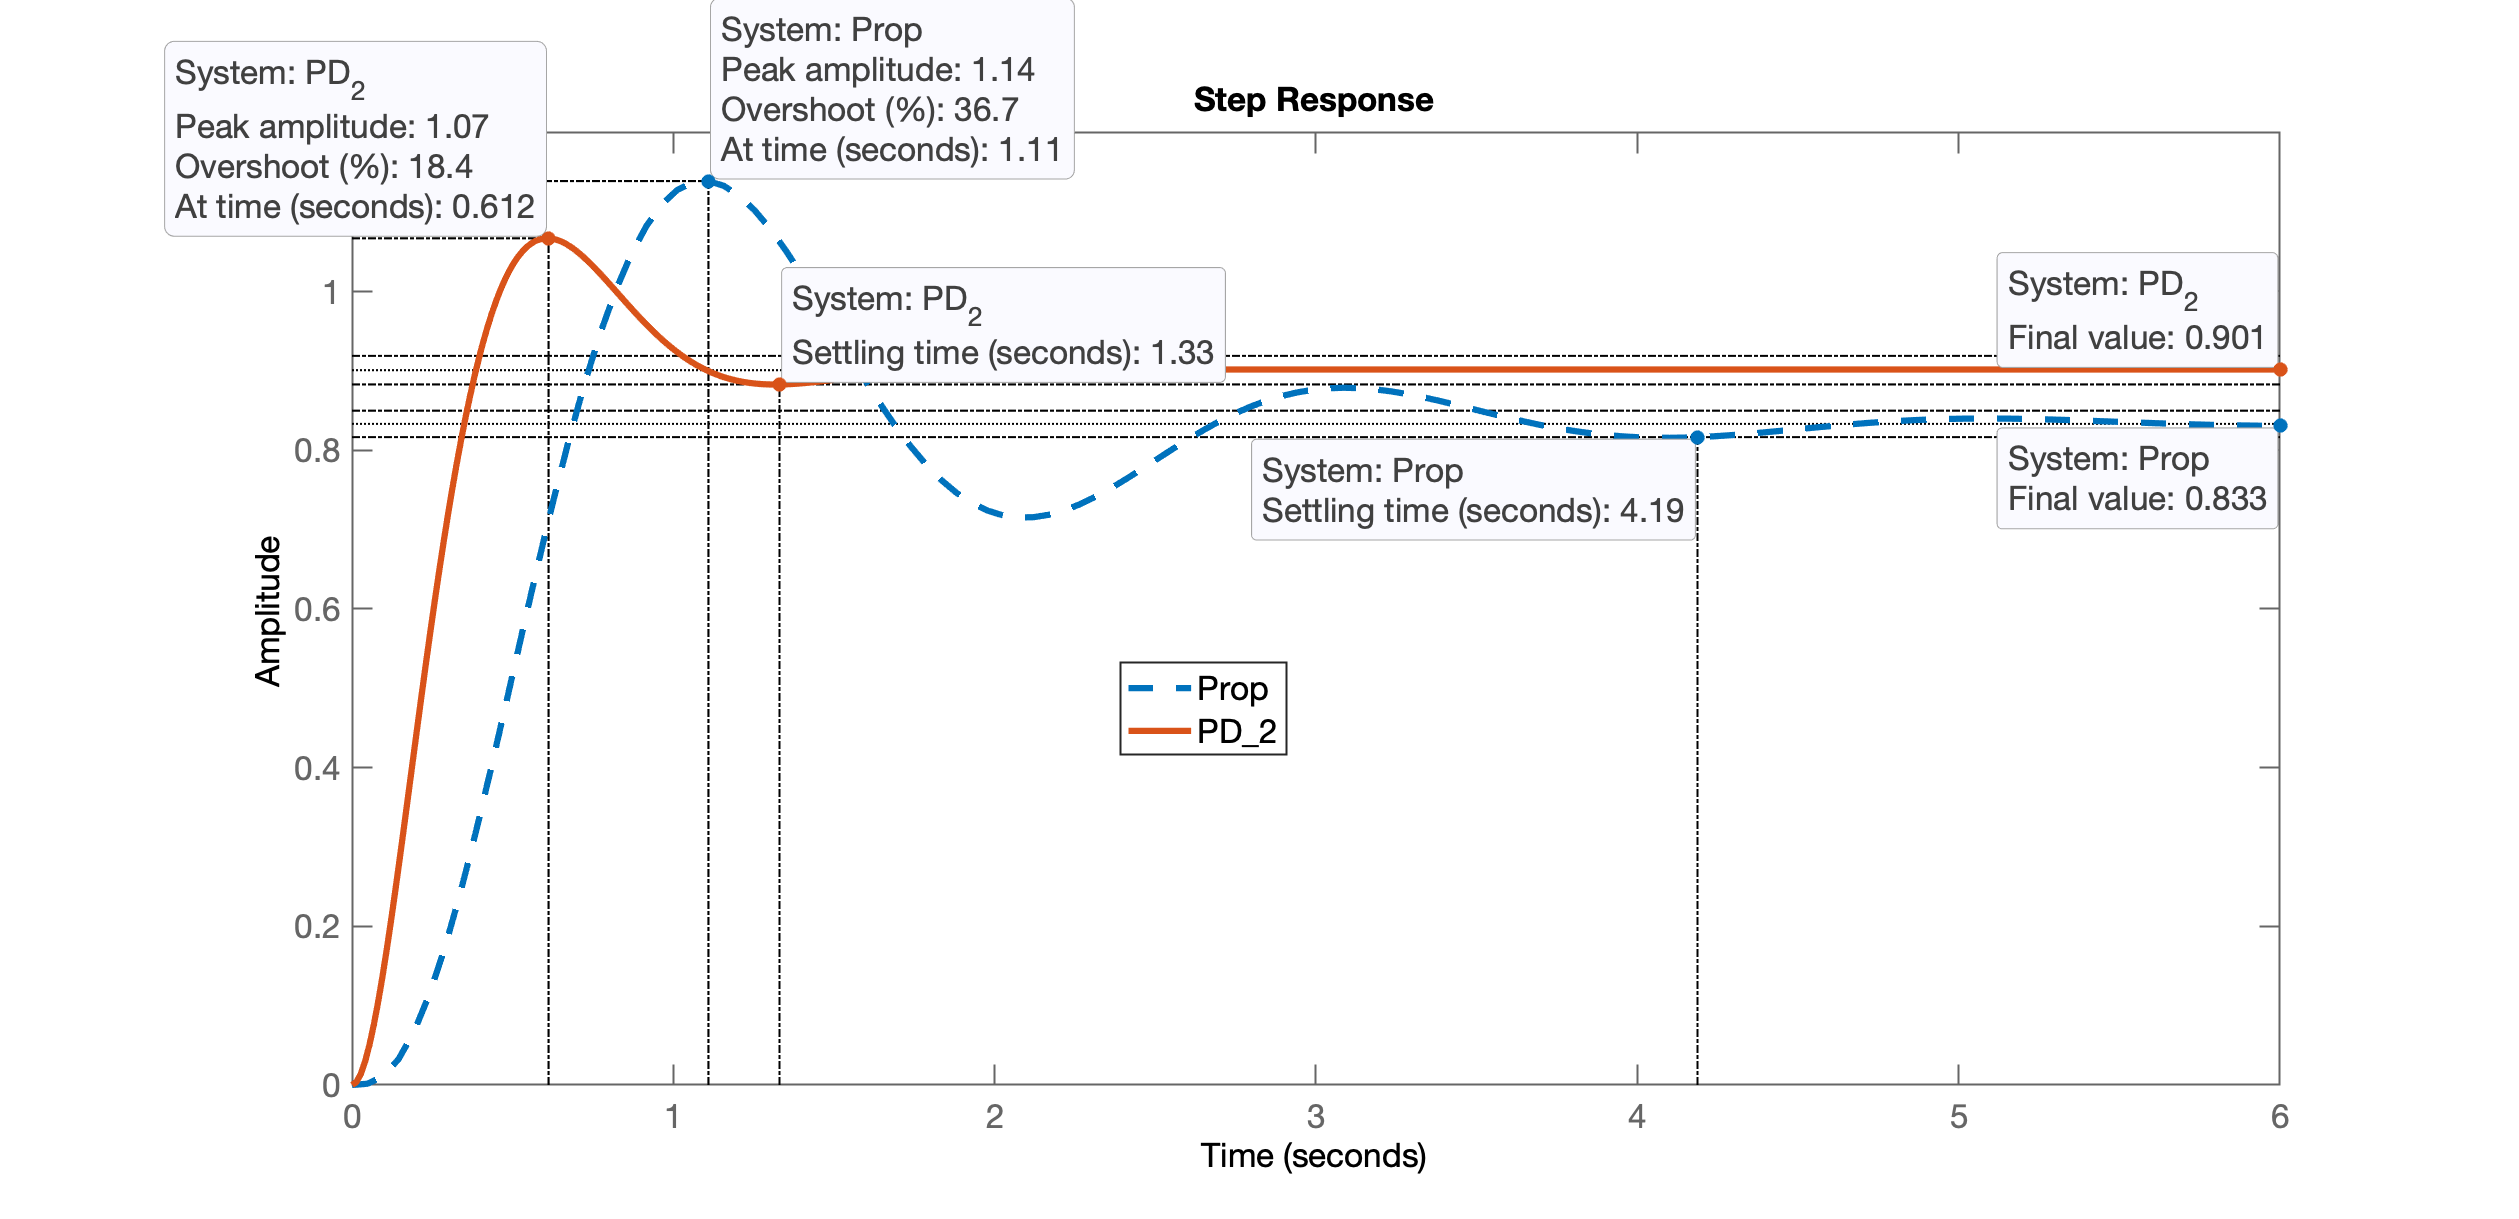 System: PD2
Peak amplitude: 1.07
Overshoot (%): 18.4
At time (seconds): 0.612
System: Prop
Peak amplitude: 1.14
Overshoot (%): 36.7
At time (seconds): 1.11
Step Response
System: PD2
Settling time (seconds): 1.33
System: PD2
Final value: 0.901
System: Prop
Settling time (seconds): 4.19
System: Prop
Final value: 0.833
1
0.8
0.6
0.4
0.2
0
Amplitude
Prop
PD_2
0 1 2 3 4 5 6
Time (seconds)